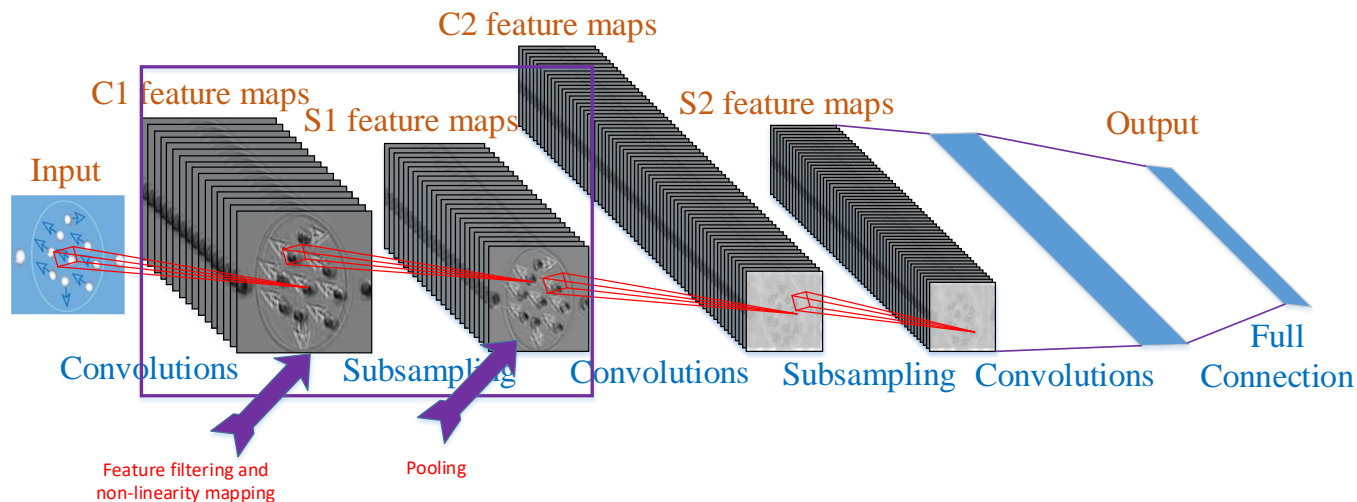 C2 feature maps
C1 feature maps
S2 feature maps
S1 feature maps
Output
Input
Convolutions
Subsampling
Convolutions
Subsampling
Convolutions
Full
Connection
Feature filtering and
non-linearity mapping
Pooling